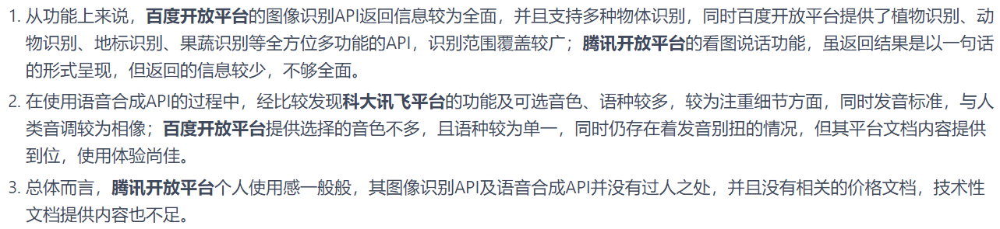 1. 从功能上来说，百度开放平台的图像识别API返回信息较为全面，并且支持多种物体识别，同时百度开放平台提供了植物识别、动
物识别、地标识别、果蔬识别等全方位多功能的API，识别范围覆盖较广；腾讯开放平台的看图说话功能，虽返回结果是以一句话
的形式呈现，但返回的信息较少，不够全面。
2. 在使用语音合成API的过程中，经比较发现科大讯飞平台的功能及可选音色、语种较多，较为注重细节方面，同时发音标准，与人
类音调较为相像；百度开放平台提供选择的音色不多，且语种较为单一，同时仍存在着发音别扭的情况，但其平台文档内容提供
到位，使用体验尚佳。
3. 总体而言，腾讯开放平台个人使用感一般般，其图像识别API及语音合成API并没有过人之处，并且没有相关的价格文档，技术性
文档提供内容也不足。